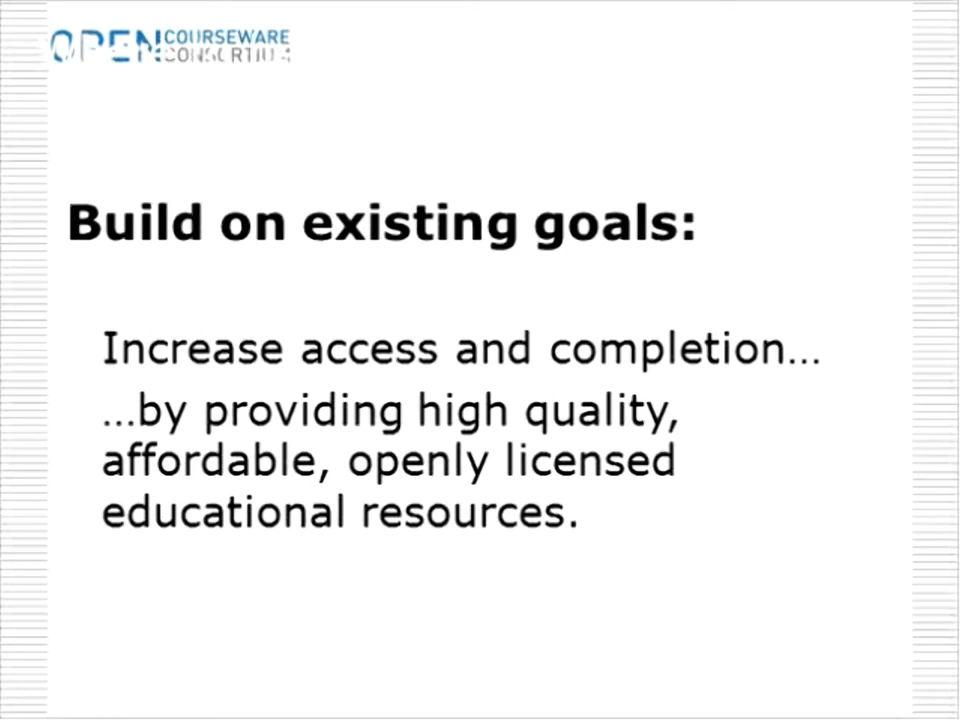 OPEN COURSEWARE
CONSORTIUM
Build on existing goals:
Increase access and completion...
...by providing high quality,
affordable, openly licensed
educational resources.